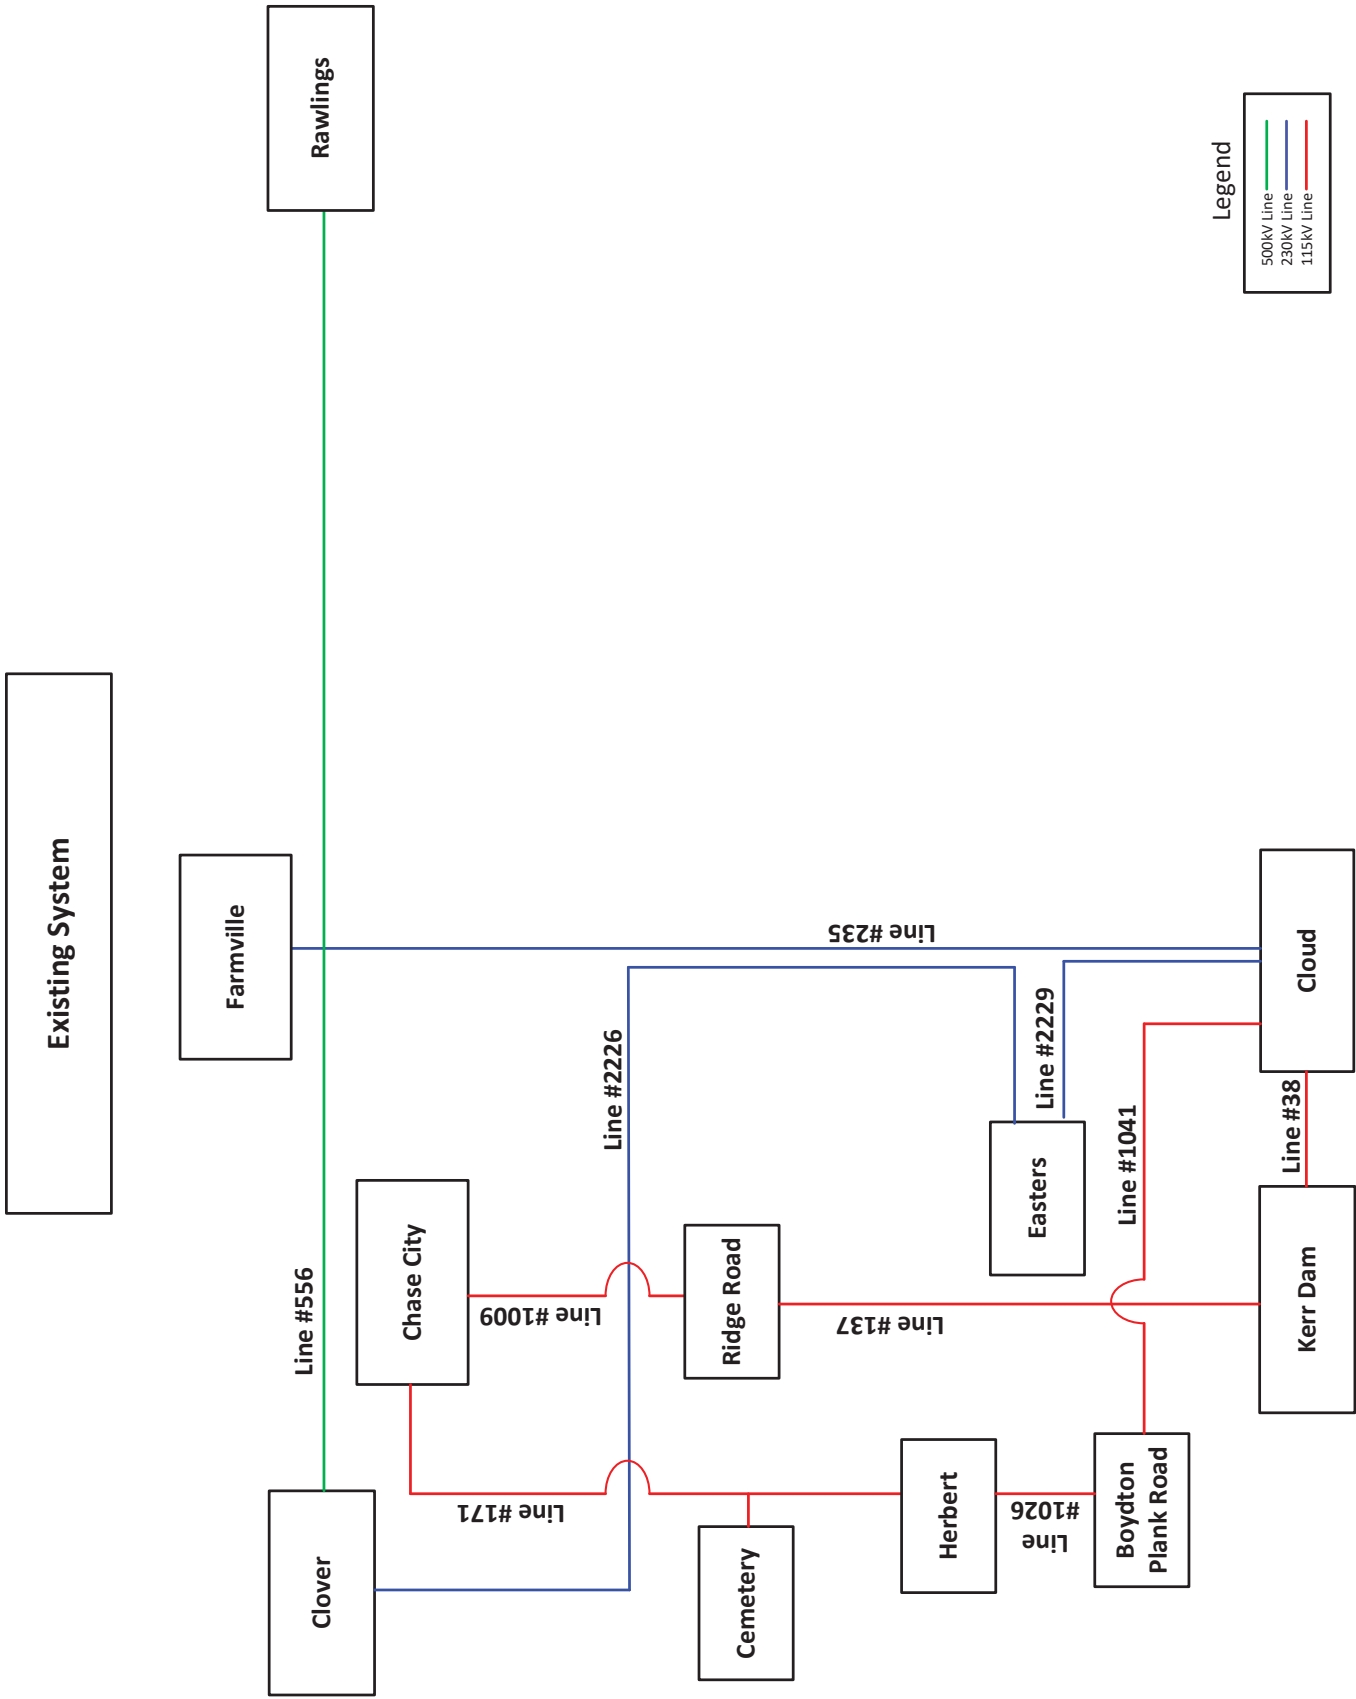 Existing System
Farmville
Clover
Line #556
Rawlings
Chase City
Line #171
Line #1009
Line #2226
Line #235
Cemetery
Ridge Road
Line #137
Herbert
Easters
Line #2229
Line
#1026
Boydton
Plank Road
Line #1041
Kerr Dam
Line #38
Cloud
Legend
500kV Line
230kV Line
115kV Line